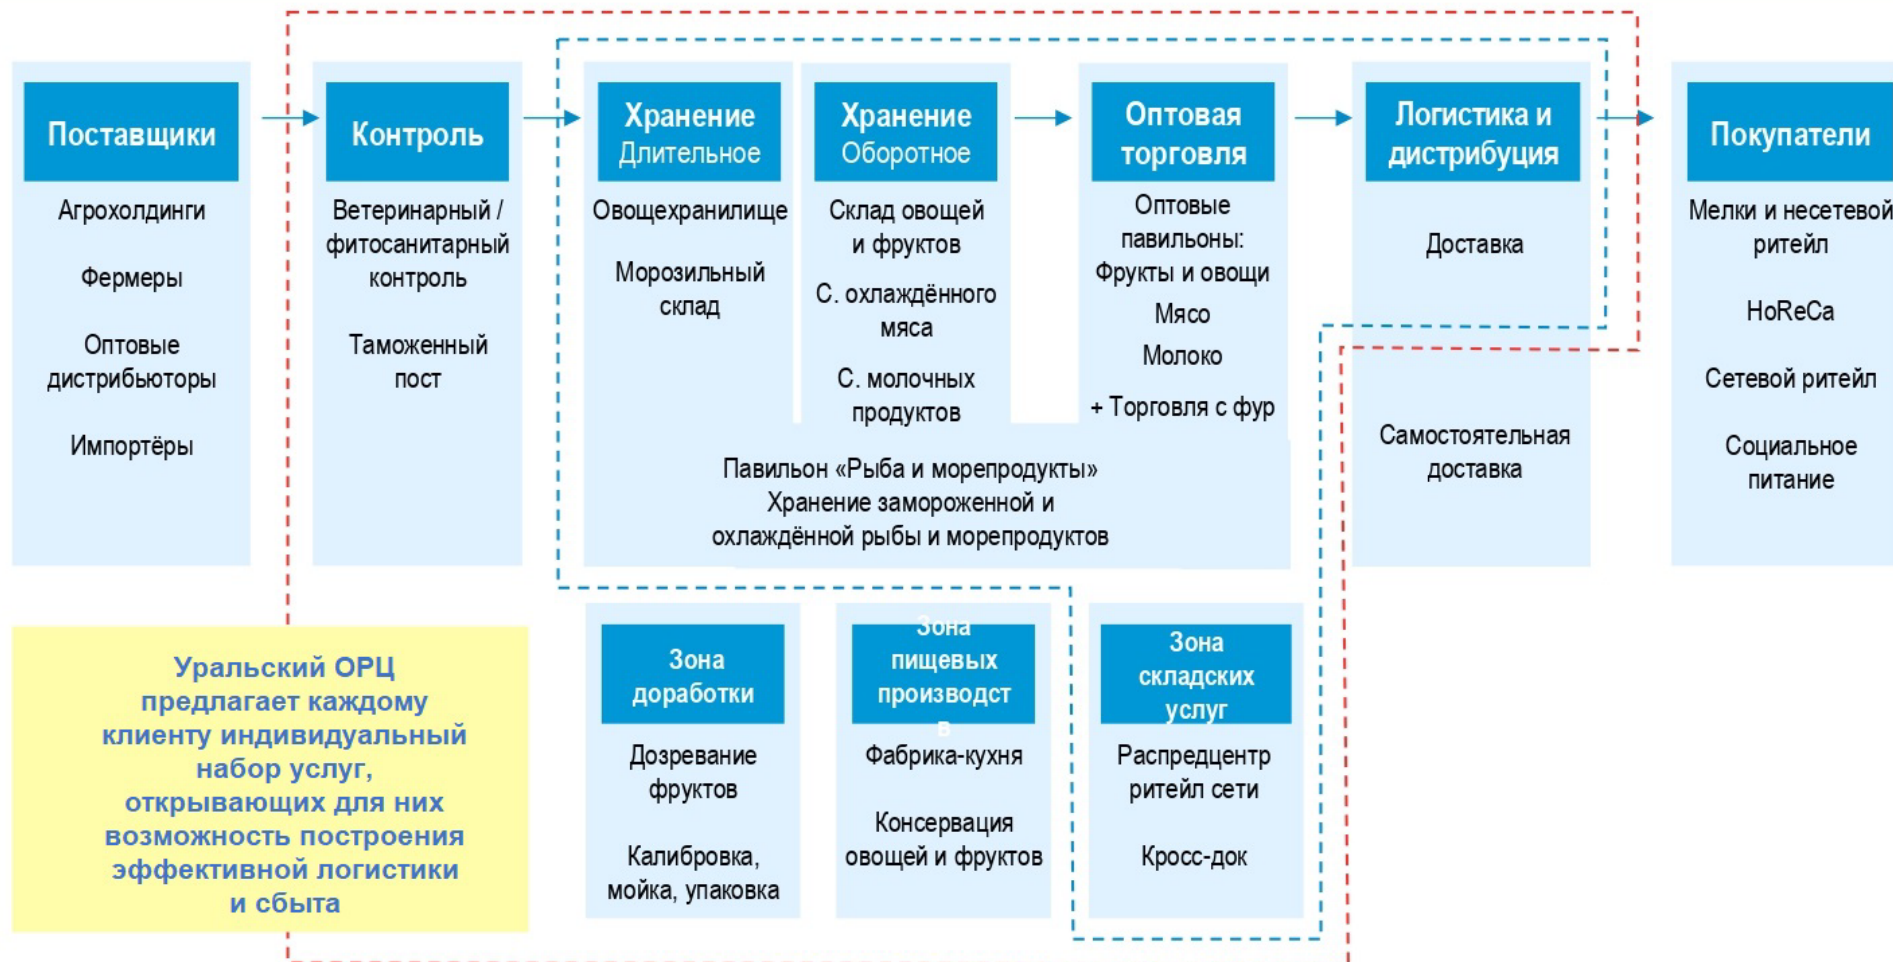 Поставщики
Агрохолдинги
Фермеры
Оптовые
дистрибьюторы
Импортёры
Контроль
Ветеринарный /
фитосанитарный
контроль
Таможенный
пост
Хранение
Длительное
Овощехранилище
Морозильный
склад
Хранение
Оборотное
Склад овощей
и фруктов
С. охлаждённого
мяса
С. молочных
продуктов
Оптовая
торговля
Оптовые
павильоны:
Фрукты и овощи
Мясо
Молоко
+ Торговля с фур
Павильон «Рыба и морепродукты»
Хранение замороженной и
охлаждённой рыбы и морепродуктов
Логистика и
дистрибуция
Доставка
Самостоятельная
доставка
Покупатели
Мелки и несетевой
ритейл
HoReCa
Сетевой ритейл
Социальное
питание
Уральский ОРЦ
предлагает каждому
клиенту индивидуальный
набор услуг,
открывающих для них
возможность построения
эффективной логистики
и сбыта
Зона
доработки
Дозревание
фруктов
Калибровка,
мойка, упаковка
Зона
пищевых
производст
в
Фабрика-кухня
Консервация
овощей и фруктов
Зона
складских
услуг
Распредцентр
ритейл сети
Кросс-док